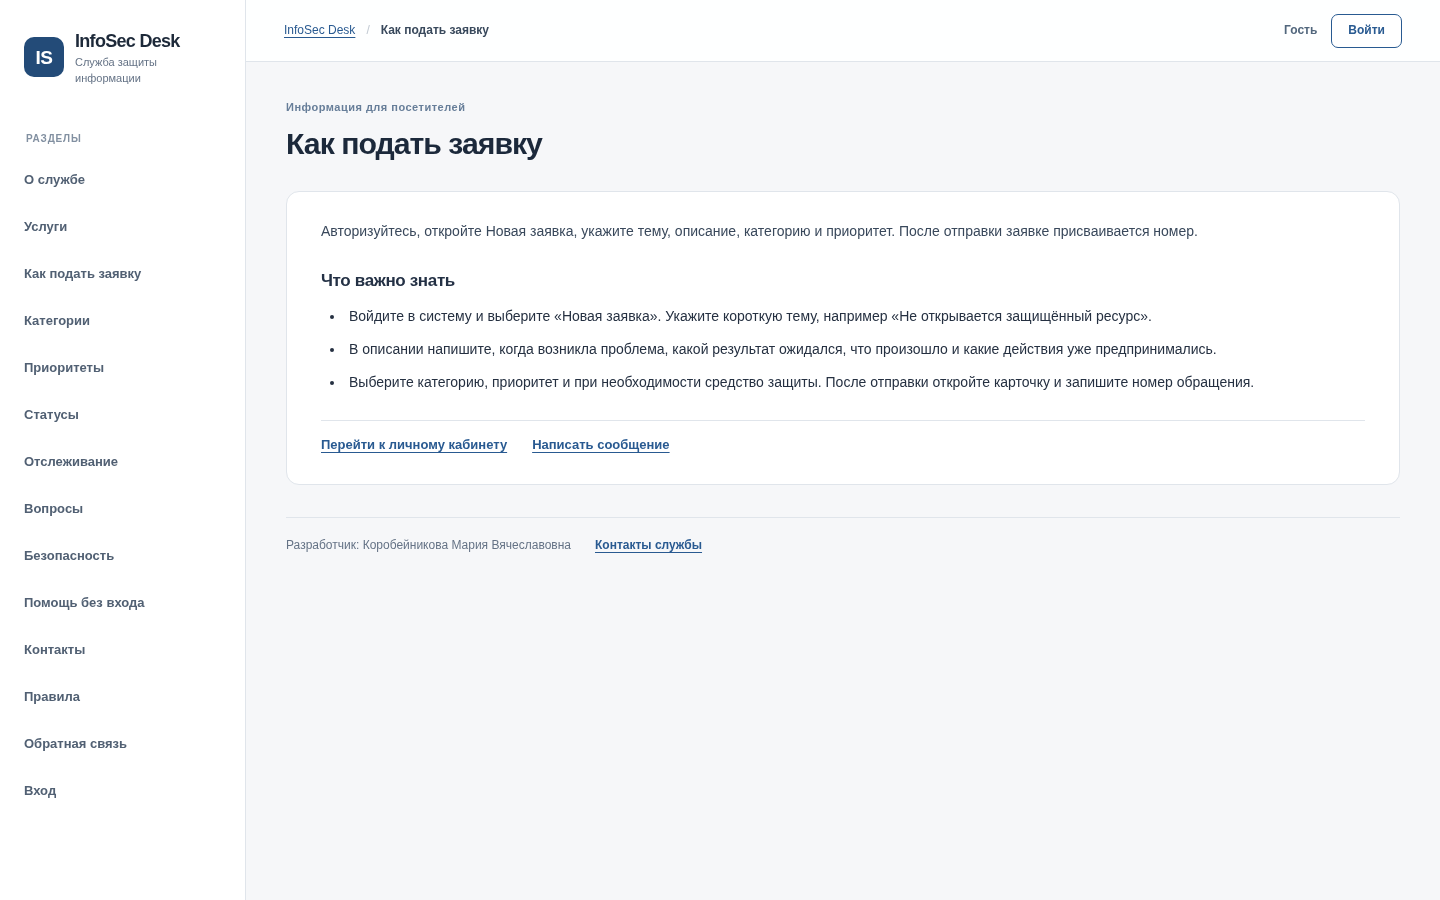 IS
InfoSec Desk
Служба защиты
информации
РАЗДЕЛЫ
О службе
Услуги
Как подать заявку
Категории
Приоритеты
Статусы
Отслеживание
Вопросы
Безопасность
Помощь без входа
Контакты
Правила
Обратная связь
Вход
InfoSec Desk / Как подать заявку
Гость Войти
Информация для посетителей
Как подать заявку
Авторизуйтесь, откройте Новая заявка, укажите тему, описание, категорию и приоритет. После отправки заявке присваивается номер.
Что важно знать
• Войдите в систему и выберите «Новая заявка». Укажите короткую тему, например «Не открывается защищённый ресурс».
• В описании напишите, когда возникла проблема, какой результат ожидался, что произошло и какие действия уже предпринимались.
• Выберите категорию, приоритет и при необходимости средство защиты. После отправки откройте карточку и запишите номер обращения.
Перейти к личному кабинету Написать сообщение
Разработчик: Коробейникова Мария Вячеславовна Контакты службы